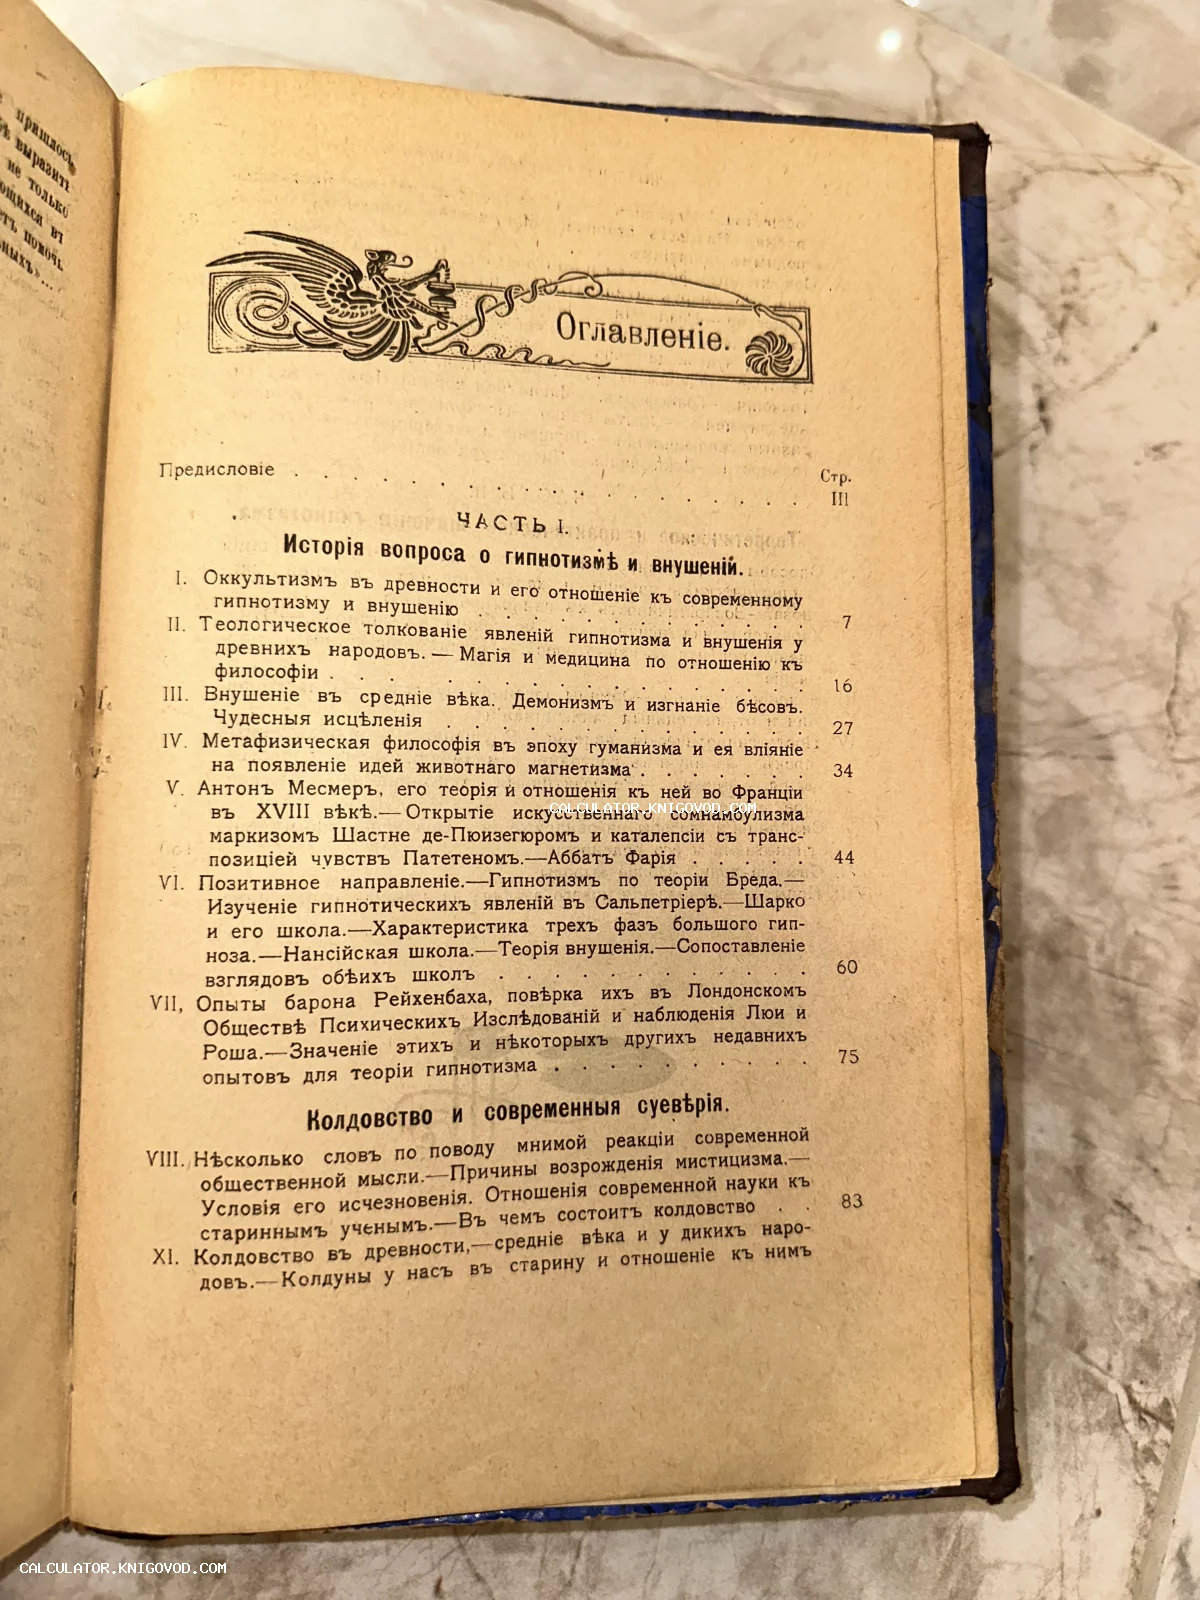 пришлось
выразить
не только
ющихся въ
етъ помочь
ныхъ»...
Оглавленіе.
Предисловіе . . . . . . . . . . . . . . . . .
Стр.
III
ЧАСТЬ I.
Исторія вопроса о гипнотизмѣ и внушеній.
I. Оккультизмъ въ древности и его отношеніе къ современному
гипнотизму и внушенію . . . . . . . . . . . . 7
II. Теологическое толкованіе явленій гипнотизма и внушенія у
древнихъ народовъ. — Магія и медицина по отношенію къ
философіи . . . . . . . . . . . . . . . 16
III. Внушеніе въ средніе вѣка. Демонизмъ и изгнаніе бѣсовъ.
Чудесныя исцѣленія . . . . . . . . . . . . . 27
IV. Метафизическая философія въ эпоху гуманизма и ея вліяніе
на появленіе идей животнаго магнетизма . . . . . . . 34
V. Антонъ Месмеръ, его теорія и отношенія къ ней во Франціи
въ XVIII вѣкѣ.—Открытіе искусственнаго сомнамбулизма
маркизомъ Шастне де-Пюизегюромъ и каталепсіи съ транс-
позиціей чувствъ Патетеномъ.—Аббатъ Фарія . . . . . 44
VI. Позитивное направленіе.—Гипнотизмъ по теоріи Бреда.—
Изученіе гипнотическихъ явленій въ Сальпетріерѣ.—Шарко
и его школа.—Характеристика трехъ фазъ большого гип-
ноза.—Нансійская школа.—Теорія внушенія.—Сопоставленіе
взглядовъ обѣихъ школъ . . . . . . . . . . . 60
VII, Опыты барона Рейхенбаха, повѣрка ихъ въ Лондонскомъ
Обществѣ Психическихъ Изслѣдованій и наблюденія Люи и
Роша.—Значеніе этихъ и нѣкоторыхъ другихъ недавнихъ
опытовъ для теоріи гипнотизма . . . . . . . . . 75
Колдовство и современныя суевѣрія.
VIII. Нѣсколько словъ по поводу мнимой реакціи современной
общественной мысли.—Причины возрожденія мистицизма.—
Условія его исчезновенія. Отношенія современной науки къ
стариннымъ ученымъ.—Въ чемъ состоитъ колдовство . . 83
XI. Колдовство въ древности,—средніе вѣка и у дикихъ наро-
довъ.—Колдуны у насъ въ старину и отношеніе къ нимъ
CALCULATOR.KNIGOVOD.COM
CALCULATOR.KNIGOVOD.COM